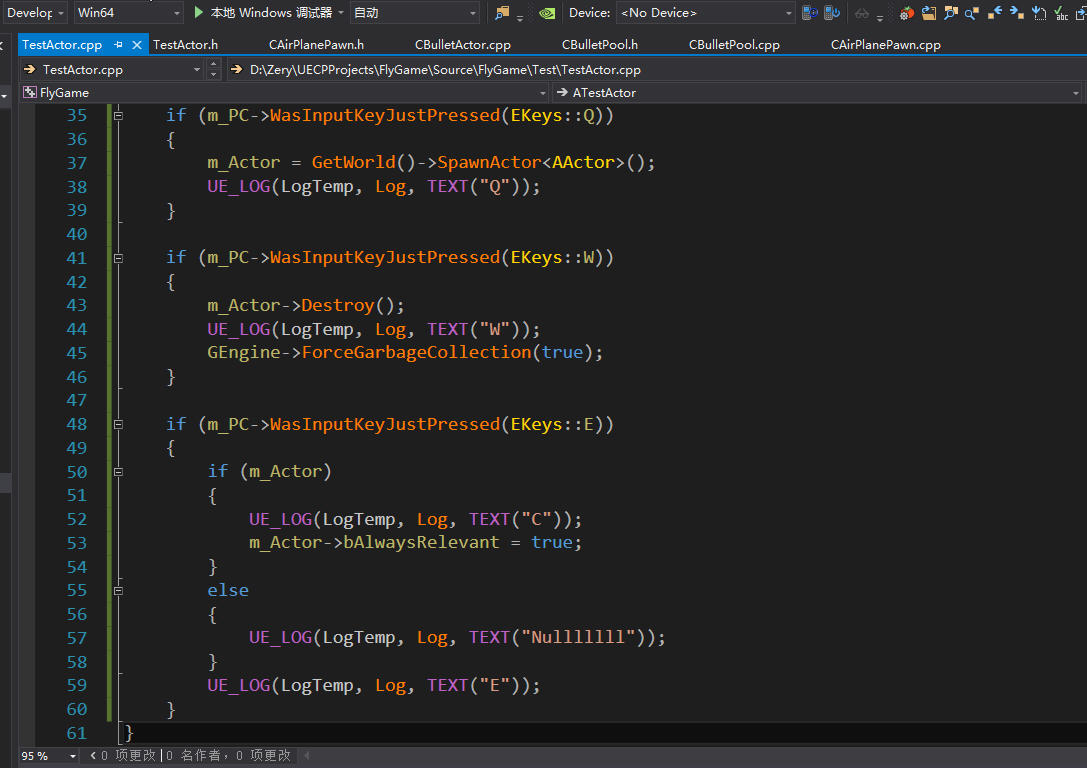 Develop Win64 本地 Windows 调试器 自动 Device: <No Device>
TestActor.cpp TestActor.h CAirPlanePawn.h CBulletActor.cpp CBulletPool.h CBulletPool.cpp CAirPlanePawn.cpp
TestActor.cpp D:\Zery\UECPProjects\FlyGame\Source\FlyGame\Test\TestActor.cpp
FlyGame ATestActor
35 if (m_PC->WasInputKeyJustPressed(EKeys::Q))
36 {
37 m_Actor = GetWorld()->SpawnActor<AActor>();
38 UE_LOG(LogTemp, Log, TEXT("Q"));
39 }
40
41 if (m_PC->WasInputKeyJustPressed(EKeys::W))
42 {
43 m_Actor->Destroy();
44 UE_LOG(LogTemp, Log, TEXT("W"));
45 GEngine->ForceGarbageCollection(true);
46 }
47
48 if (m_PC->WasInputKeyJustPressed(EKeys::E))
49 {
50 if (m_Actor)
51 {
52 UE_LOG(LogTemp, Log, TEXT("C"));
53 m_Actor->bAlwaysRelevant = true;
54 }
55 else
56 {
57 UE_LOG(LogTemp, Log, TEXT("Nulllllll"));
58 }
59 UE_LOG(LogTemp, Log, TEXT("E"));
60 }
61 }
95 % 0 项更改 | 0 名作者, 0 项更改